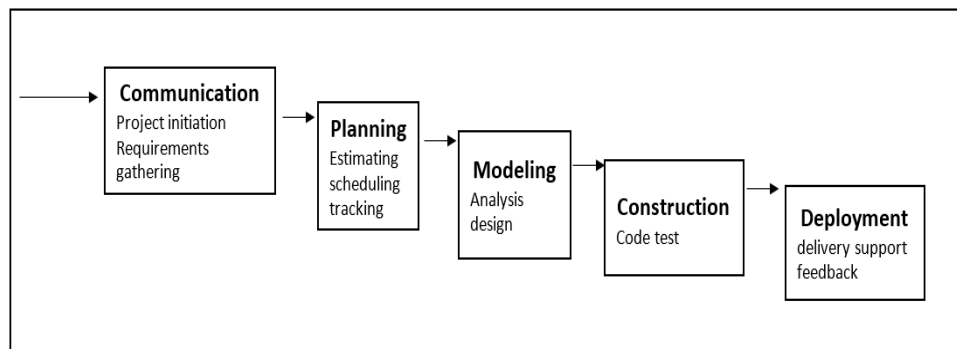 Communication
Project initiation
Requirements
gathering
Planning
Estimating
scheduling
tracking
Modeling
Analysis
design
Construction
Code test
Deployment
delivery support
feedback